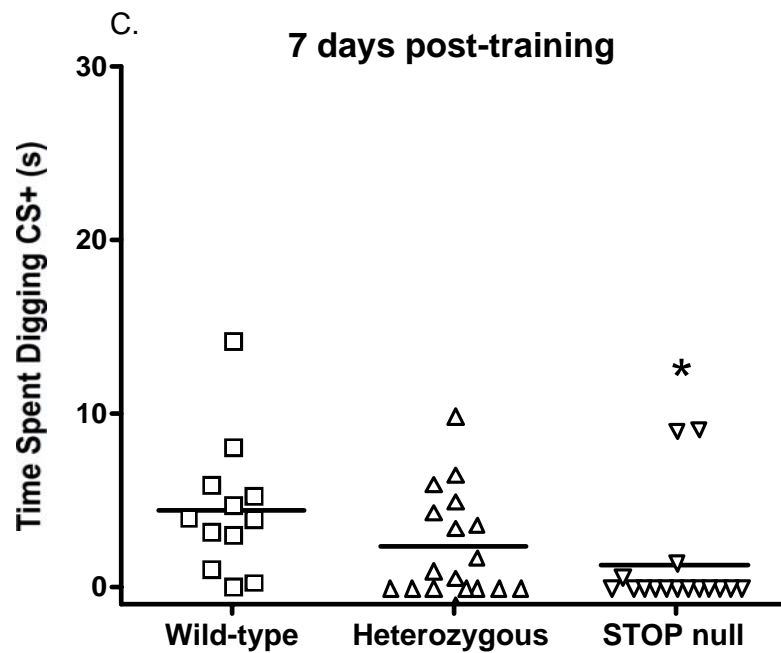 C.
7 days post-training
Time Spent Digging CS+ (s)
30
20
10
0
*
Wild-type
Heterozygous
STOP null